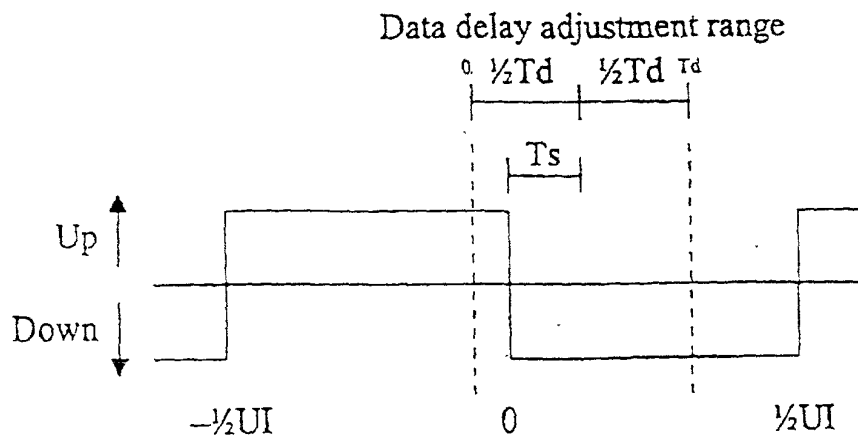 Data delay adjustment range
0 ½Td ½Td Td
Ts
Up
Down
–½UI 0 ½UI